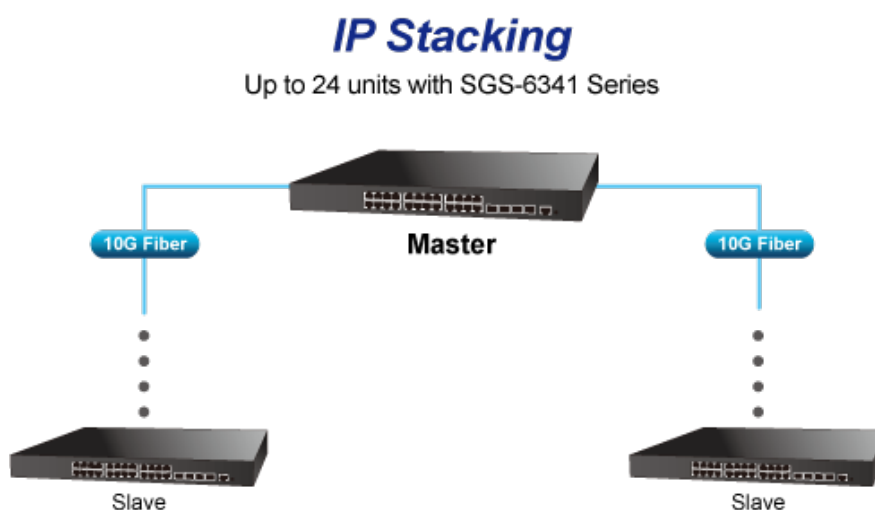 IP Stacking
Up to 24 units with SGS-6341 Series
Master
10G Fiber
10G Fiber
Slave
Slave